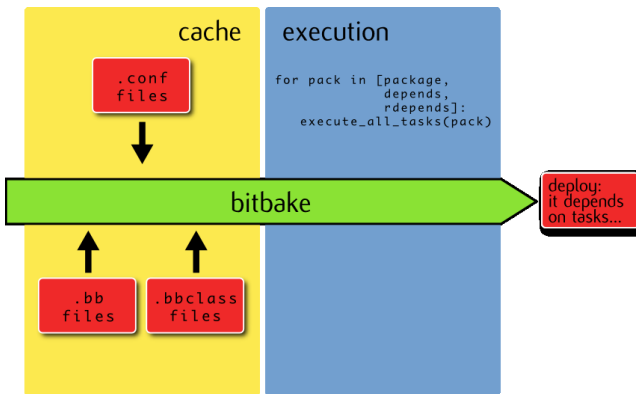 cache
execution
.conf
files
for pack in [package,
depends,
rdepends]:
execute_all_tasks(pack)
bitbake
deploy:
it depends
on tasks...
.bb
files
.bbclass
files